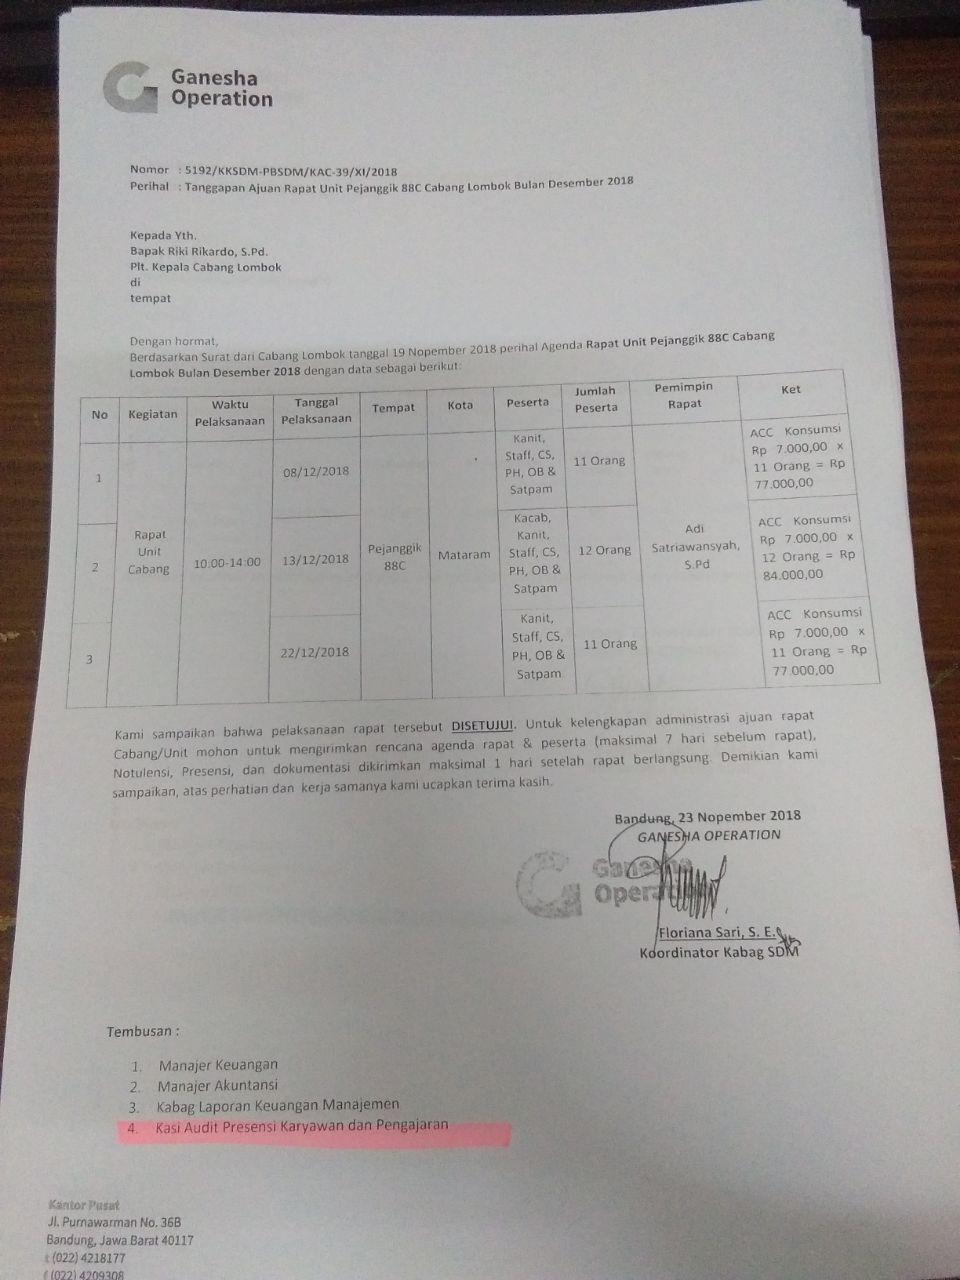 Ganesha
Operation
Nomor : 5192/KKSDM-PBSDM/KAC-39/XI/2018
Perihal : Tanggapan Ajuan Rapat Unit Pejanggik 88C Cabang Lombok Bulan Desember 2018
Kepada Yth.
Bapak Riki Rikardo, S.Pd.
Plt. Kepala Cabang Lombok
di
tempat
Dengan hormat,
Berdasarkan Surat dari Cabang Lombok tanggal 19 Nopember 2018 perihal Agenda Rapat Unit Pejanggik 88C Cabang
Lombok Bulan Desember 2018 dengan data sebagai berikut:
No Kegiatan Waktu Pelaksanaan Tanggal Pelaksanaan Tempat Kota Peserta Jumlah Peserta Pemimpin Rapat Ket
1 Rapat Unit Cabang 10:00-14:00 08/12/2018 Pejanggik 88C Mataram Kanit, Staff, CS, PH, OB & Satpam 11 Orang Adi Satriawansyah, S.Pd ACC Konsumsi Rp 7.000,00 x 11 Orang = Rp 77.000,00
2 13/12/2018 Kacab, Kanit, Staff, CS, PH, OB & Satpam 12 Orang ACC Konsumsi Rp 7.000,00 x 12 Orang = Rp 84.000,00
3 22/12/2018 Kanit, Staff, CS, PH, OB & Satpam 11 Orang ACC Konsumsi Rp 7.000,00 x 11 Orang = Rp 77.000,00
Kami sampaikan bahwa pelaksanaan rapat tersebut DISETUJUI. Untuk kelengkapan administrasi ajuan rapat
Cabang/Unit mohon untuk mengirimkan rencana agenda rapat & peserta (maksimal 7 hari sebelum rapat),
Notulensi, Presensi, dan dokumentasi dikirimkan maksimal 1 hari setelah rapat berlangsung. Demikian kami
sampaikan, atas perhatian dan kerja samanya kami ucapkan terima kasih.
Bandung, 23 Nopember 2018
GANESHA OPERATION
Ganesha
Operation
Floriana Sari, S. E.
Koordinator Kabag SDM
Tembusan :
1. Manajer Keuangan
2. Manajer Akuntansi
3. Kabag Laporan Keuangan Manajemen
4. Kasi Audit Presensi Karyawan dan Pengajaran
Kantor Pusat
Jl. Purnawarman No. 36B
Bandung, Jawa Barat 40117
t (022) 4218177
f (022) 4209308